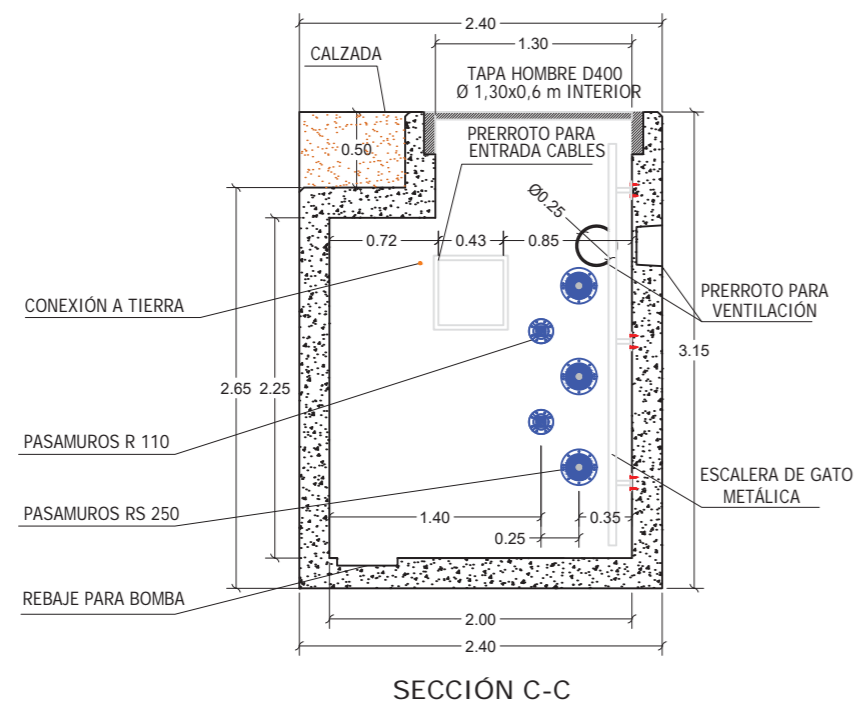 2.40
1.30
CALZADA
TAPA HOMBRE D400
Ø 1,30x0,6 m INTERIOR
PRERROTO PARA
ENTRADA CABLES
0.50
Ø0.25
0.72
0.43
0.85
CONEXIÓN A TIERRA
PRERROTO PARA
VENTILACIÓN
3.15
2.65
2.25
PASAMUROS R 110
ESCALERA DE GATO
METÁLICA
PASAMUROS RS 250
1.40
0.35
0.25
REBAJE PARA BOMBA
2.00
2.40
SECCIÓN C-C